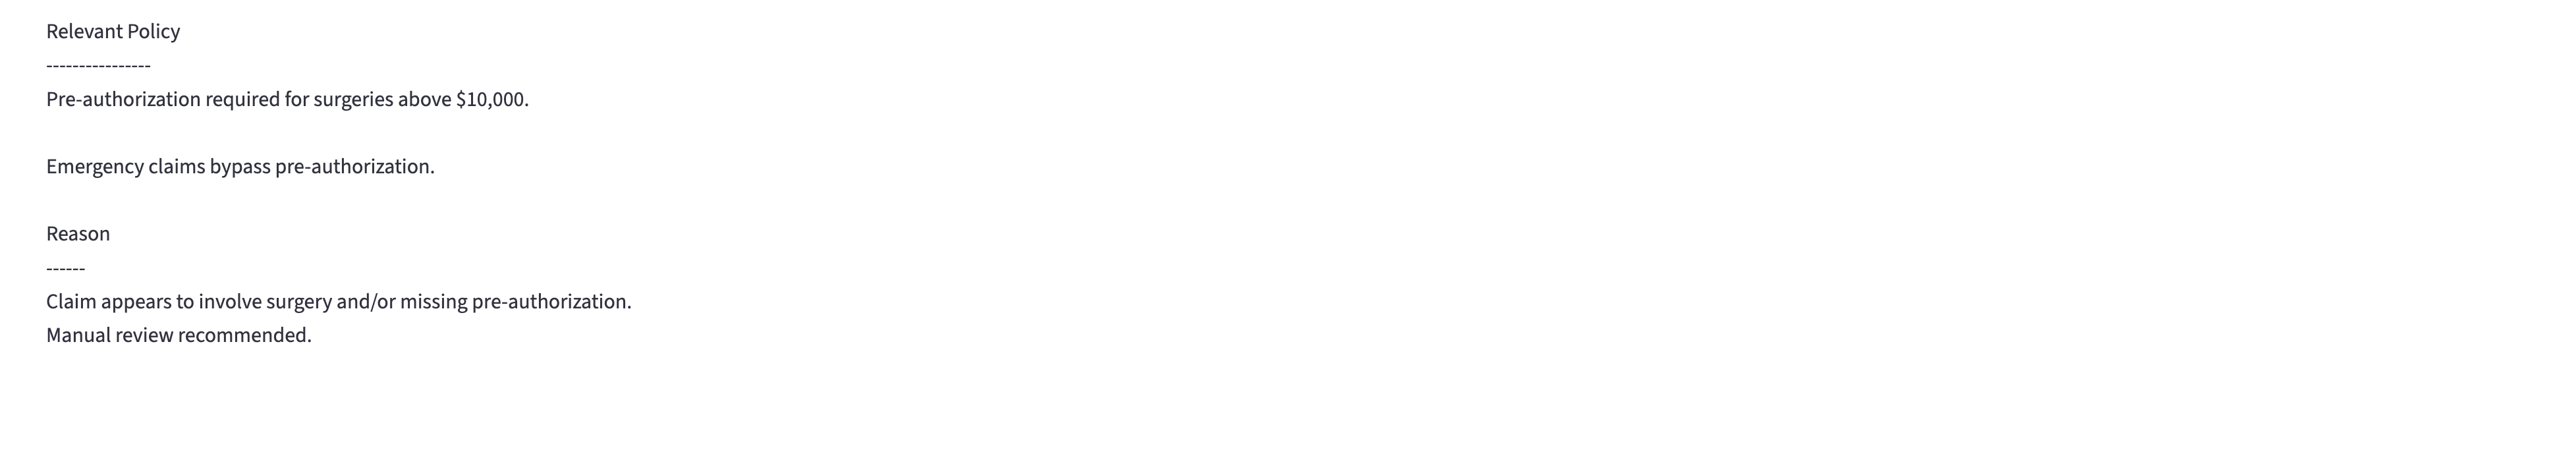 Relevant Policy
----------------
Pre-authorization required for surgeries above $10,000.
Emergency claims bypass pre-authorization.
Reason
------
Claim appears to involve surgery and/or missing pre-authorization.
Manual review recommended.